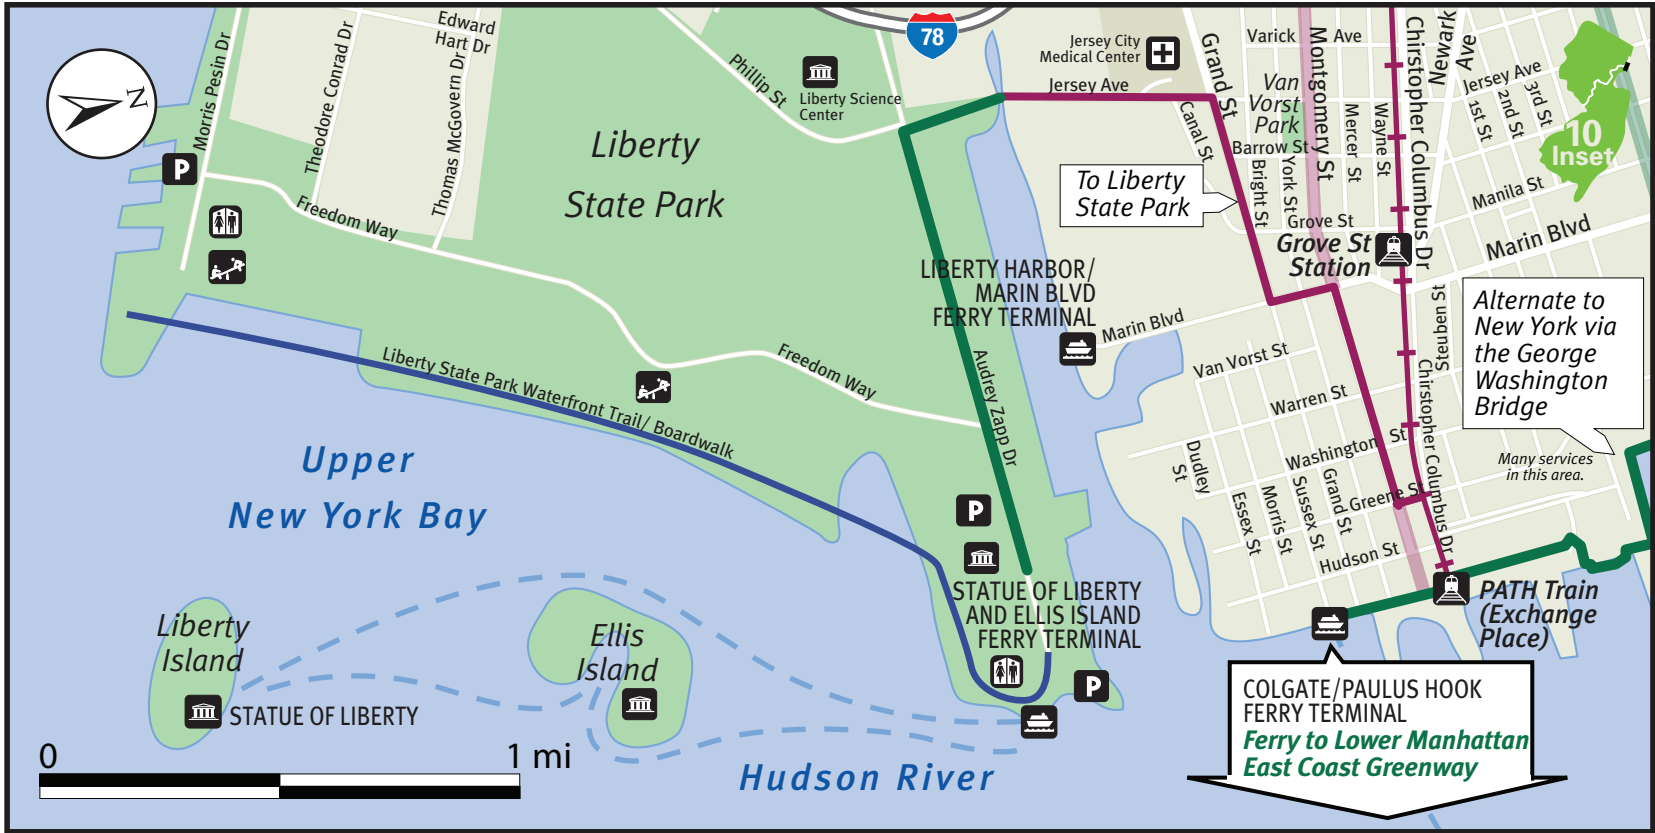 Edward
Hart Dr
Morris Pesin Dr
Theodore Conrad Dr
Thomas McGovern Dr
N
P
Freedom Way
Phillip St
Liberty Science
Center
78
Jersey City
Medical Center
Jersey Ave
Liberty
State Park
Grand St
Canal St
Varick Ave
Van
Vorst
Park
Montgomery St
Mercer St
Wayne St
Chirstopher Columbus Dr
Newark
Ave
Jersey Ave
1st St
2nd St
3rd St
10
Inset
Barrow St
Bright St
York St
Manila St
Grove St
Grove St
Station
Marin Blvd
To Liberty
State Park
LIBERTY HARBOR/
MARIN BLVD
FERRY TERMINAL
Marin Blvd
Steuben St
Alternate to
New York via
the George
Washington
Bridge
Van Vorst St
Warren St
Washington St
Chirstopher Columbus Dr
Many services
in this area.
Dudley
St
Essex St
Morris St
Sussex St
Grand St
Greene St
Hudson St
Liberty State Park Waterfront Trail/ Boardwalk
Freedom Way
Audrey Zapp Dr
Upper
New York Bay
P
STATUE OF LIBERTY
AND ELLIS ISLAND
FERRY TERMINAL
P
PATH Train
(Exchange
Place)
Liberty
Island
Ellis
Island
STATUE OF LIBERTY
COLGATE/PAULUS HOOK
FERRY TERMINAL
Ferry to Lower Manhattan
East Coast Greenway
0 1 mi
Hudson River